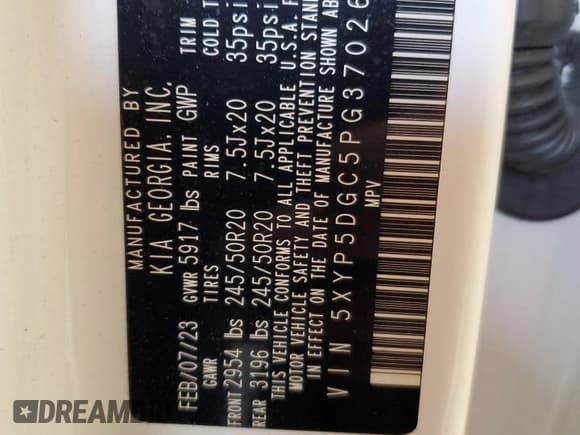 MANUFACTURED BY
KIA GEORGIA, INC.
FEB/07/23 GVWR 5917 lbs PAINT GWP TRIM
GAWR TIRES RIMS COLD
FRONT 2954 lbs 245/50R20 7.5Jx20 35psi
REAR 3196 lbs 245/50R20 7.5Jx20 35psi
THIS VEHICLE CONFORMS TO ALL APPLICABLE U.S.A.
MOTOR VEHICLE SAFETY AND THEFT PREVENTION
IN EFFECT ON THE DATE OF MANUFACTURE SHOWN
VIN 5XYP5DGC5PG37026
MPV